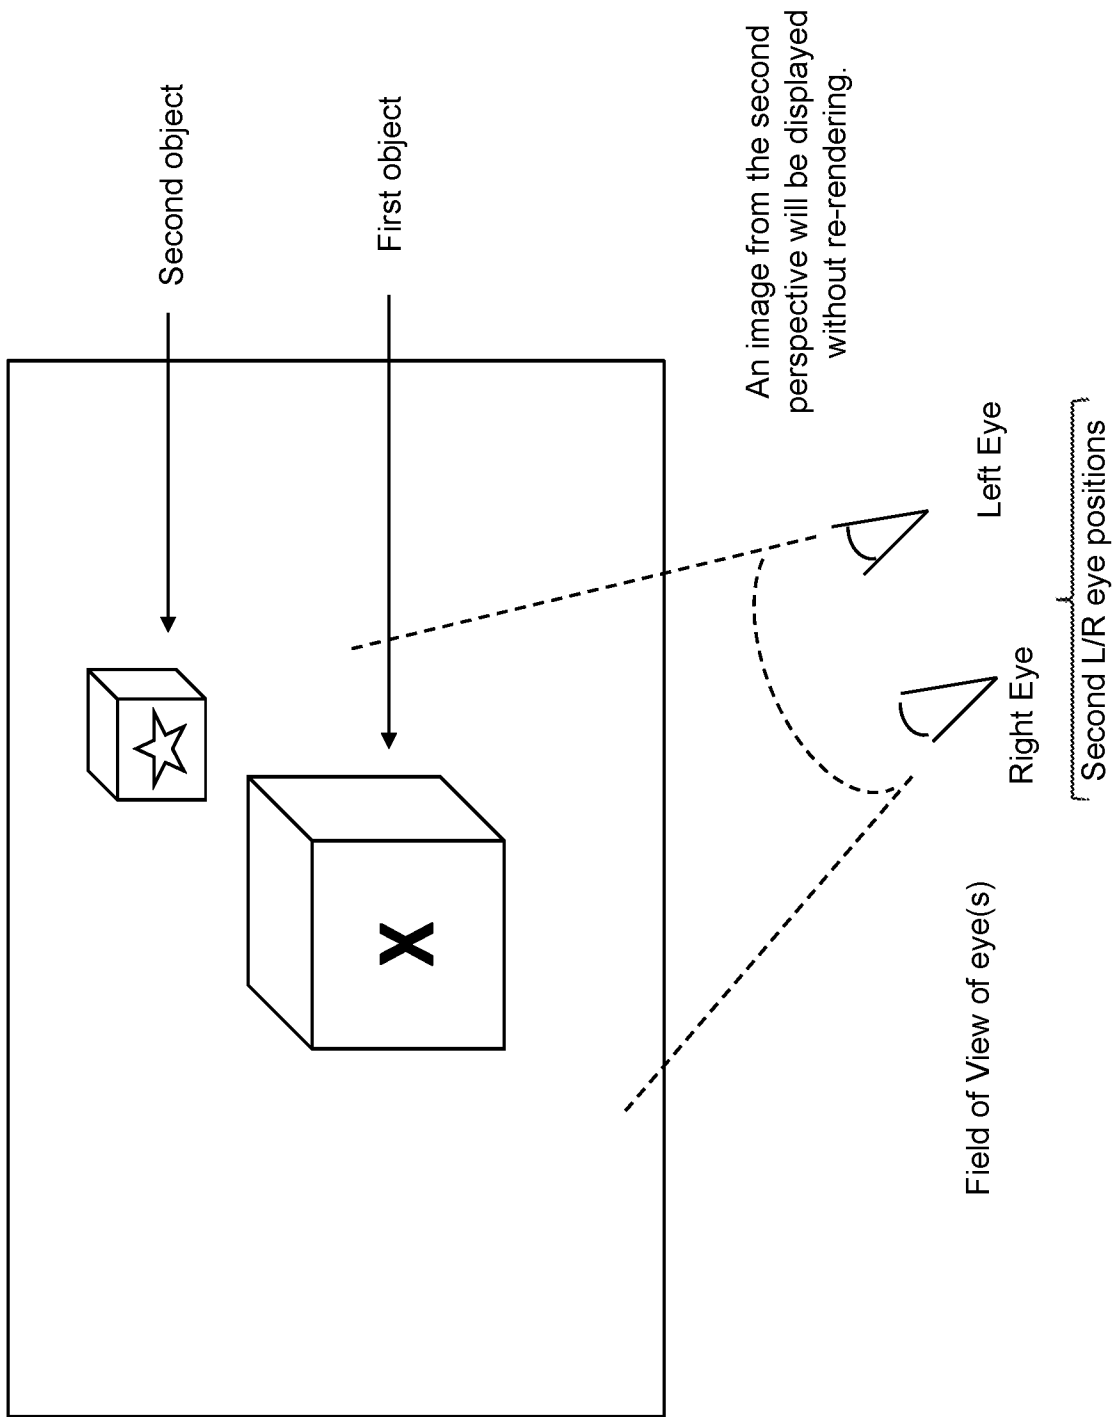 Second object
First object
X
An image from the second
perspective will be displayed
without re-rendering.
Left Eye
Right Eye
Second L/R eye positions
Field of View of eye(s)